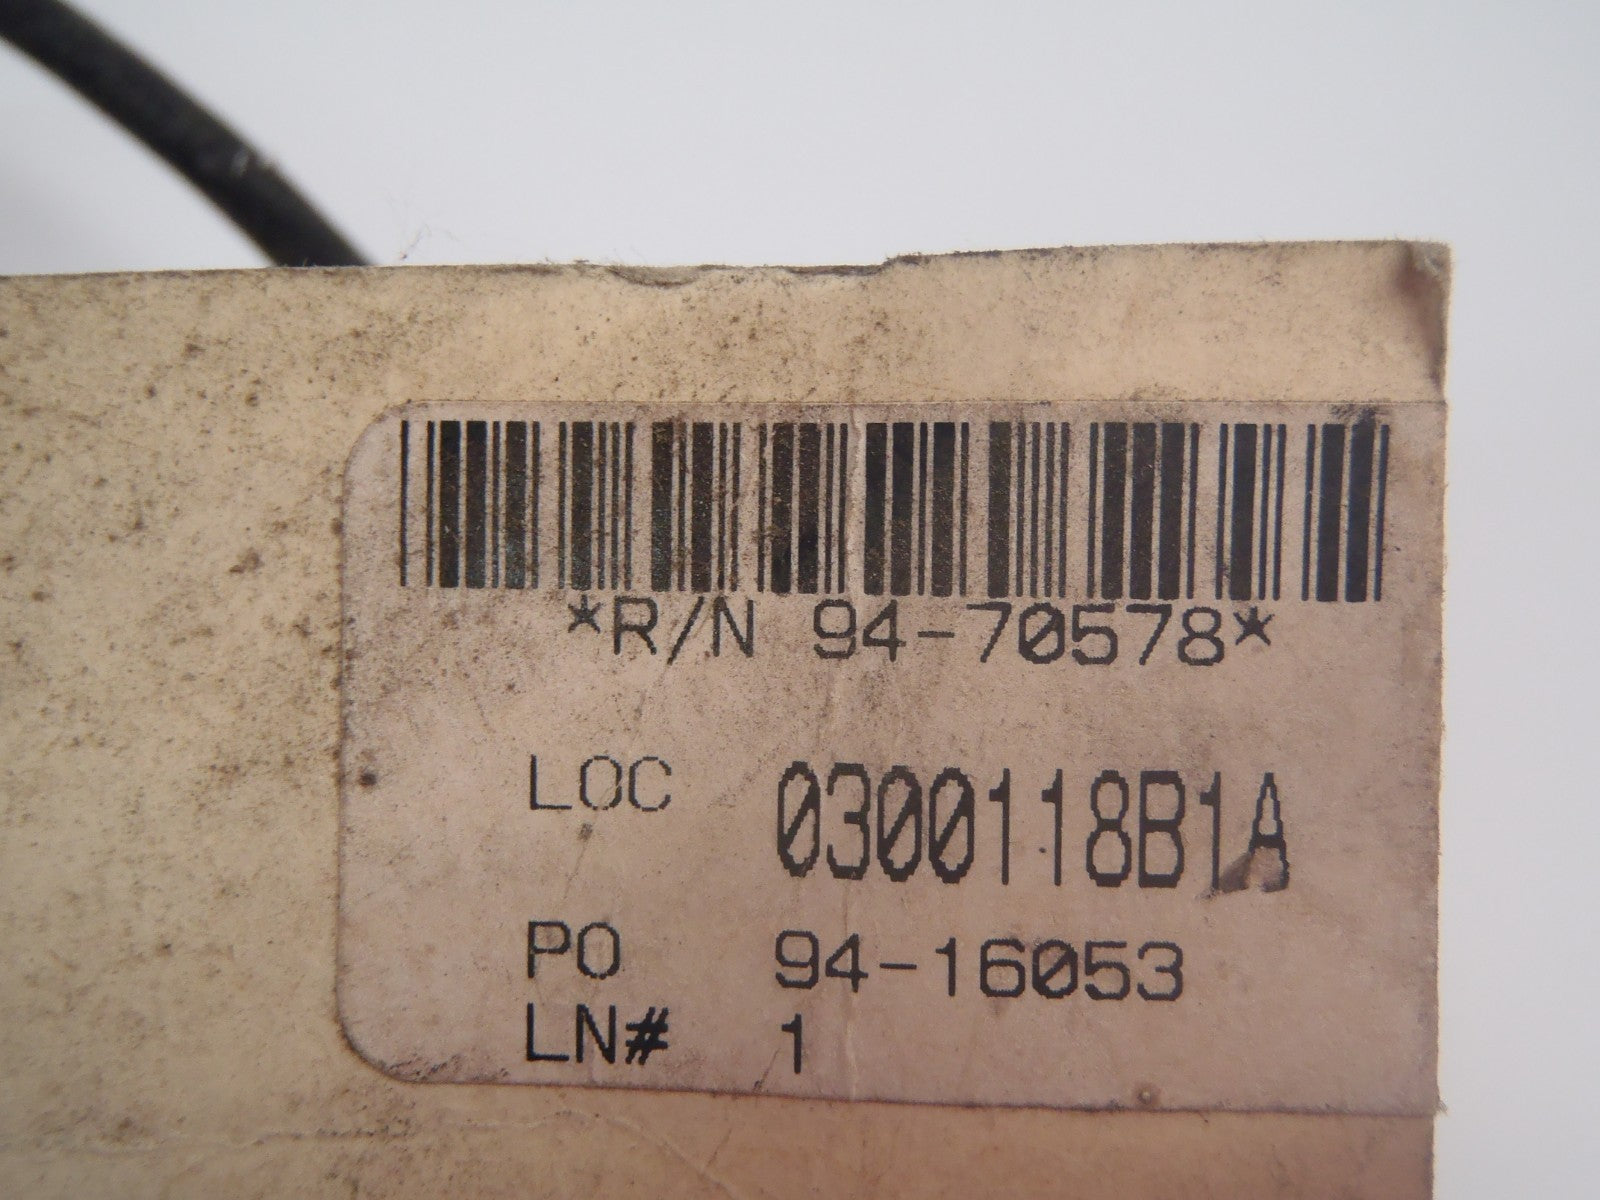 *R/N 94-70578*
LOC 0300118B1A
PO 94-16053
LN# 1